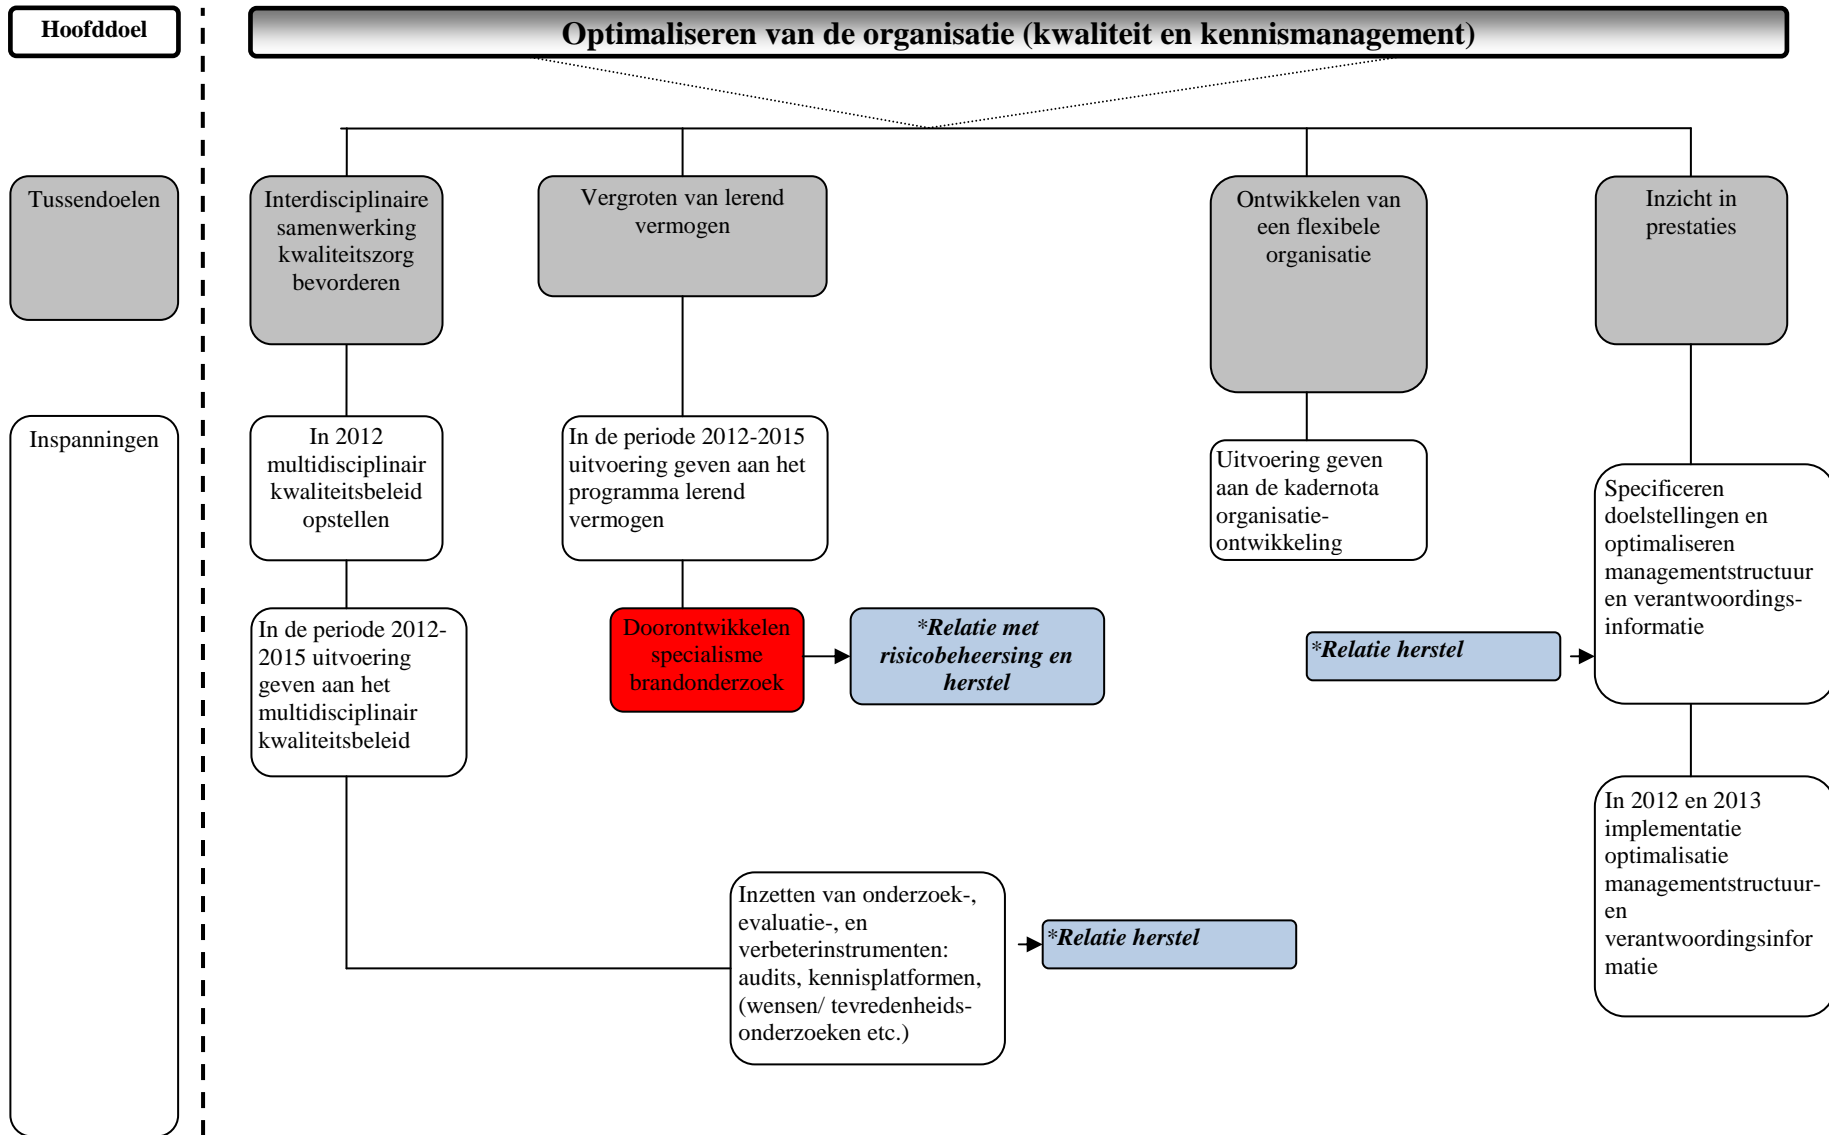 Hoofddoel
Optimaliseren van de organisatie (kwaliteit en kennismanagement)
Tussendoelen
Interdisciplinaire
samenwerking
kwaliteitszorg
bevorderen
Vergroten van lerend
vermogen
Ontwikkelen van
een flexibele
organisatie
Inzicht in
prestaties
Inspanningen
In 2012
multidisciplinair
kwaliteitsbeleid
opstellen
In de periode 2012-2015
uitvoering geven aan het
programma lerend
vermogen
Uitvoering geven
aan de kadernota
organisatie-
ontwikkeling
Specificeren
doelstellingen en
optimaliseren
managementstructuur
en verantwoordings-
informatie
In de periode 2012-
2015 uitvoering
geven aan het
multidisciplinair
kwaliteitsbeleid
Doorontwikkelen
specialisme
brandonderzoek
*Relatie met
risicobeheersing en
herstel
*Relatie herstel
In 2012 en 2013
implementatie
optimalisatie
managementstructuur-
en
verantwoordingsinfor
matie
Inzetten van onderzoek-,
evaluatie-, en
verbeterinstrumenten:
audits, kennisplatformen,
(wensen/ tevredenheids-
onderzoeken etc.)
*Relatie herstel